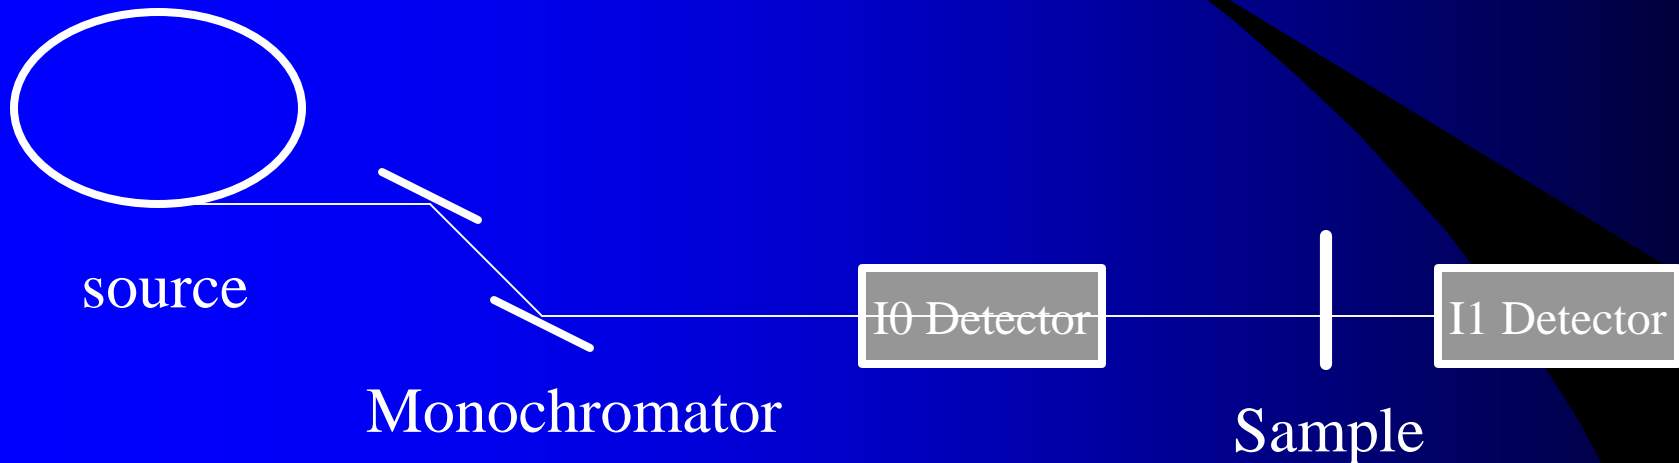 source
I0 Detector
I1 Detector
Monochromator
Sample